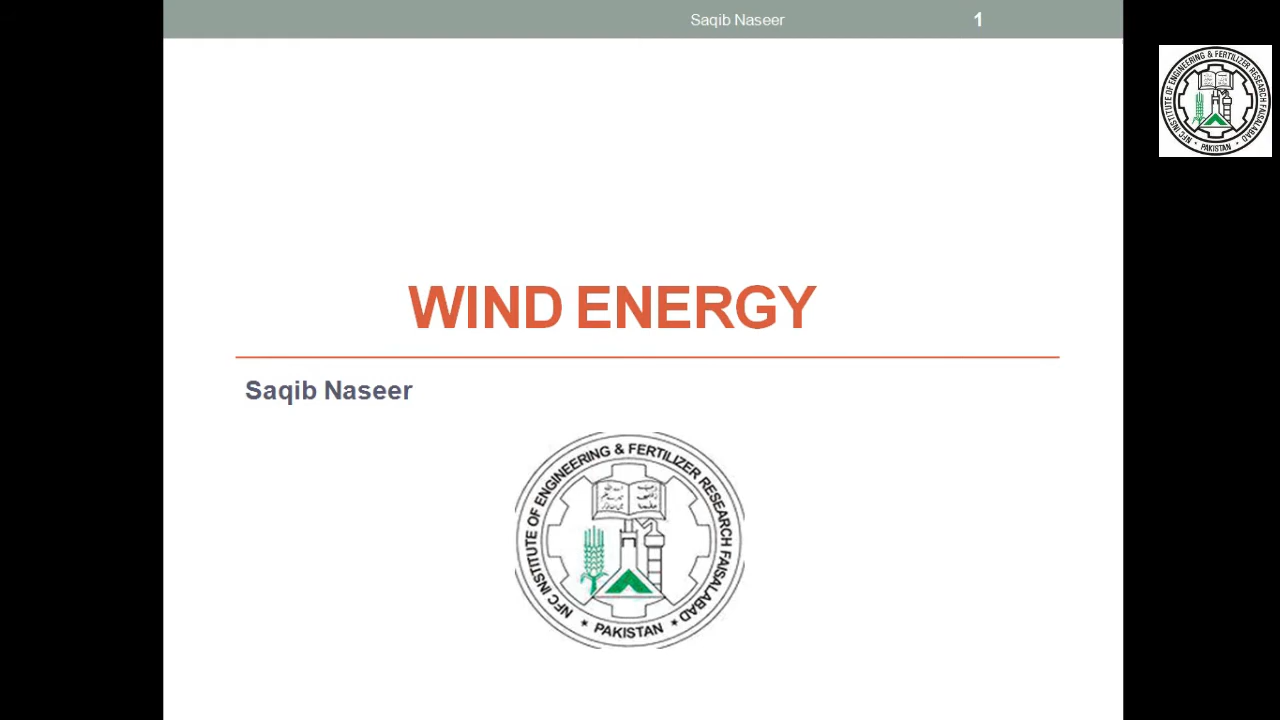 Saqib Naseer
1
NFC INSTITUTE OF ENGINEERING & FERTILIZER RESEARCH FAISALABAD
* PAKISTAN *
WIND ENERGY
Saqib Naseer
NFC INSTITUTE OF ENGINEERING & FERTILIZER RESEARCH FAISALABAD
* PAKISTAN *